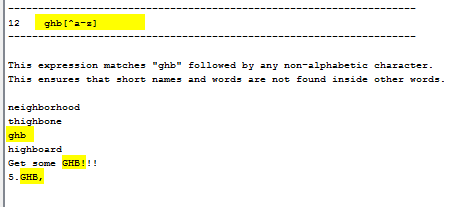 --------------------------------------------------------------------
12 ghb[^a-z]
--------------------------------------------------------------------
This expression matches "ghb" followed by any non-alphabetic character.
This ensures that short names and words are not found inside other words.
neighborhood
thighbone
ghb
highboard
Get some GHB!!!
5.GHB,